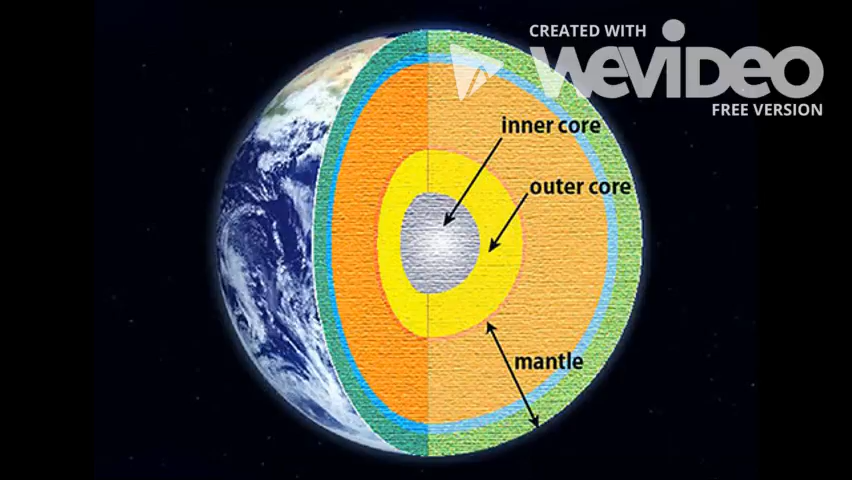 CREATED WITH
WEVIDEO
FREE VERSION
inner core
outer core
mantle